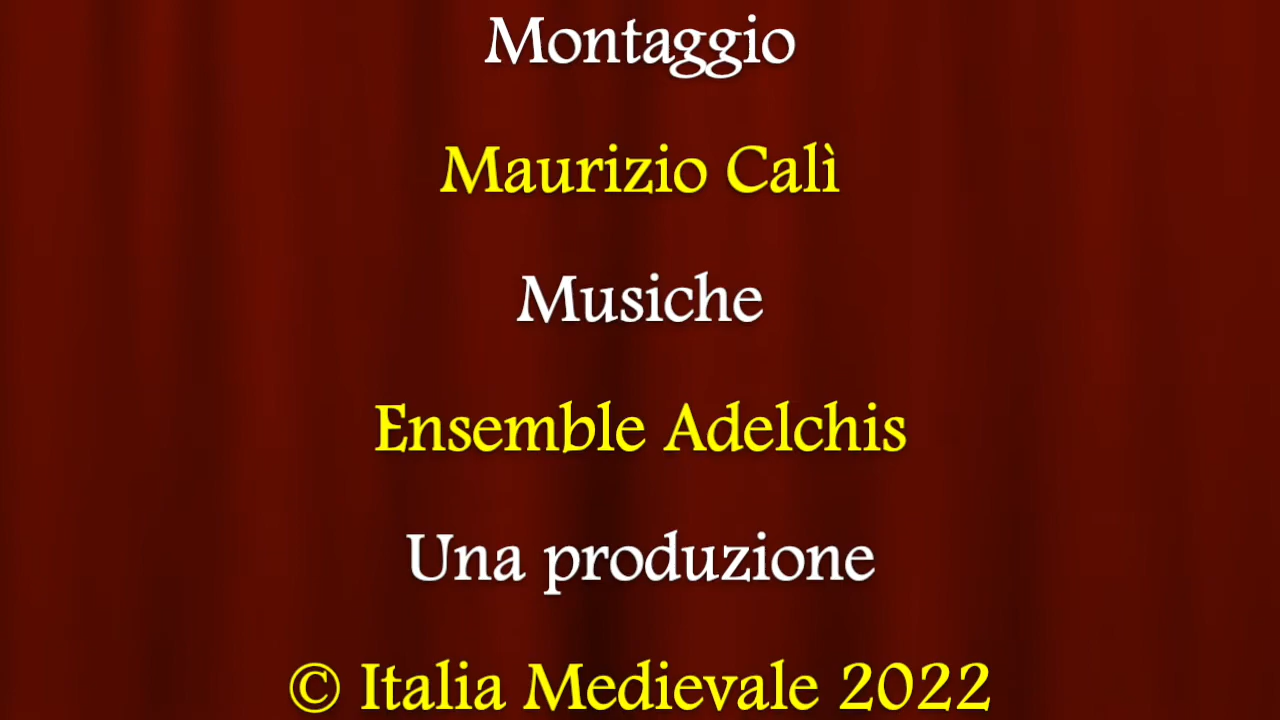 Montaggio
Maurizio Calì
Musiche
Ensemble Adelchis
Una produzione
© Italia Medievale 2022